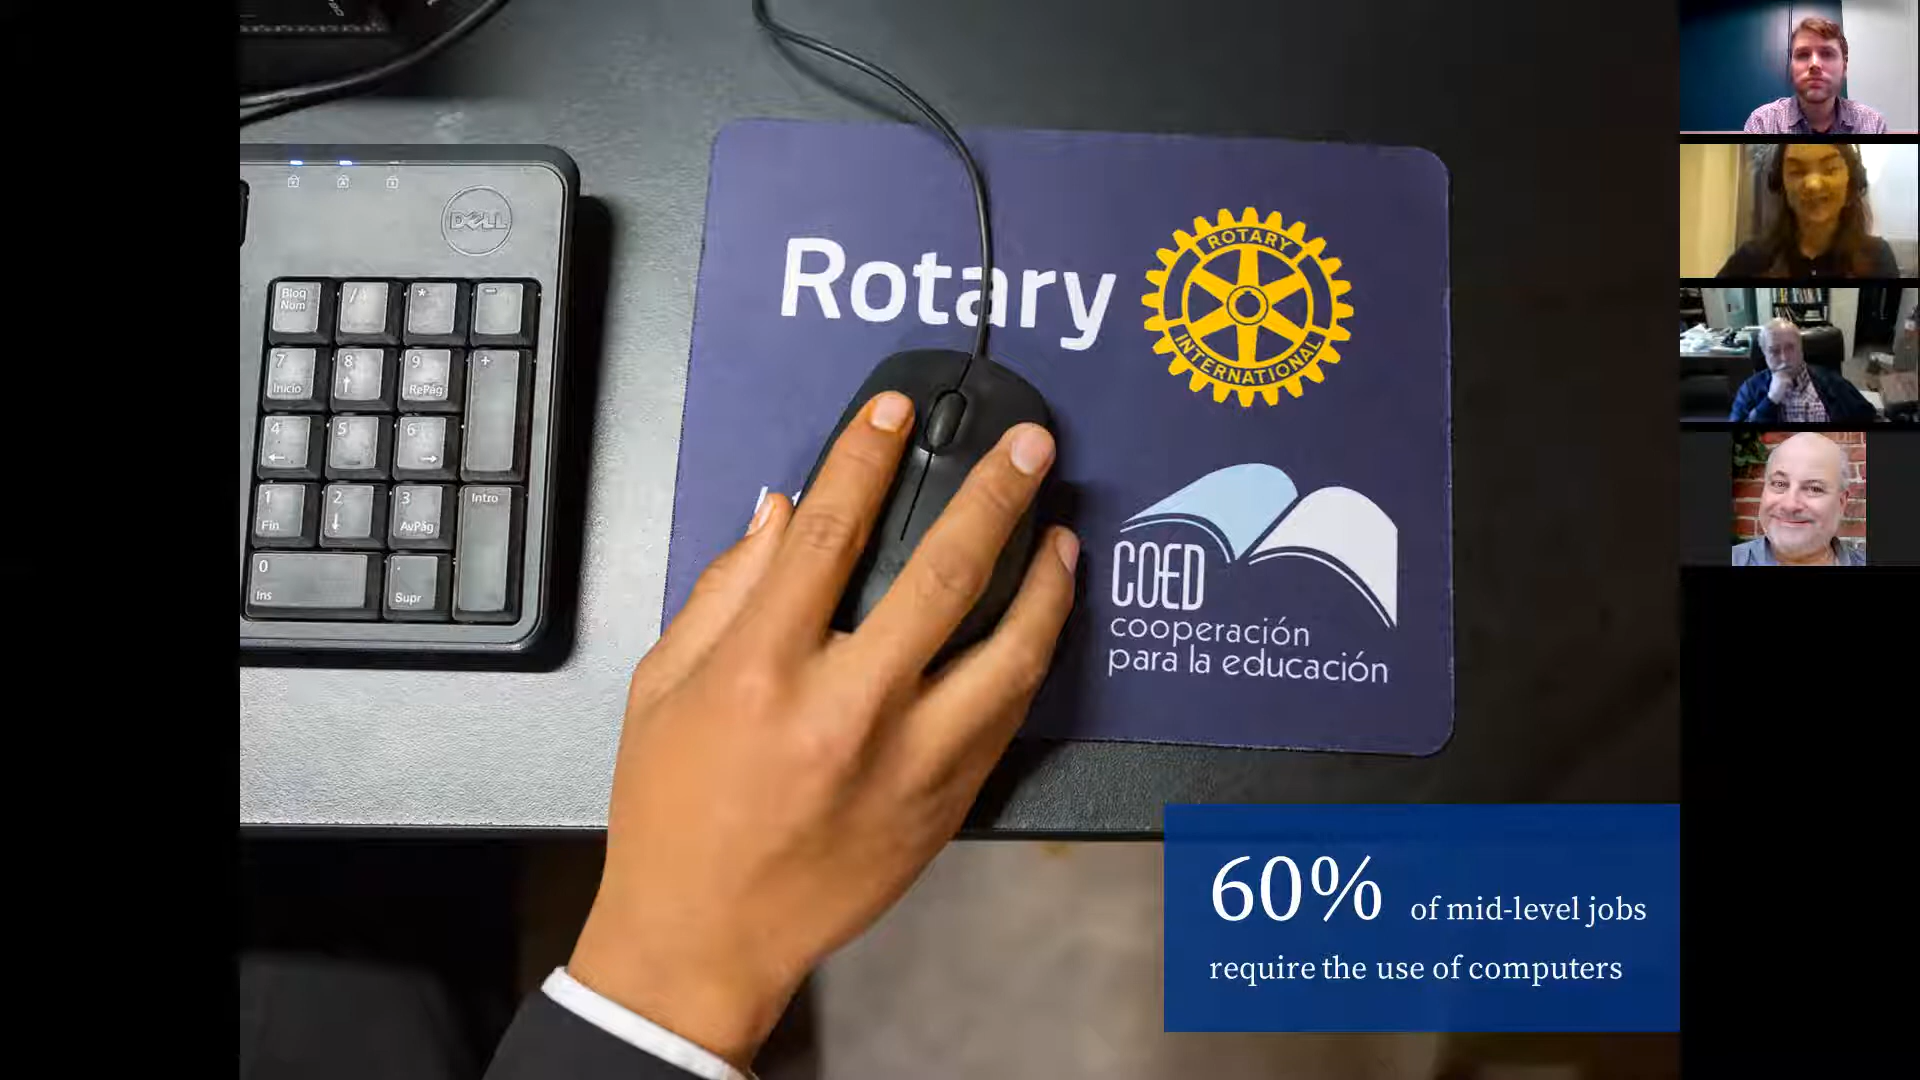 DELL
Bloq
Nom
/
*
-
7
Inicio
8
↑
9
RePág
+
4
←
5
6
→
1
Fin
2
↓
3
AvPág
Intro
0
Ins
.
Supr
Rotary
ROTARY
INTERNATIONAL
COED
cooperación
para la educación
60% of mid-level jobs
require the use of computers